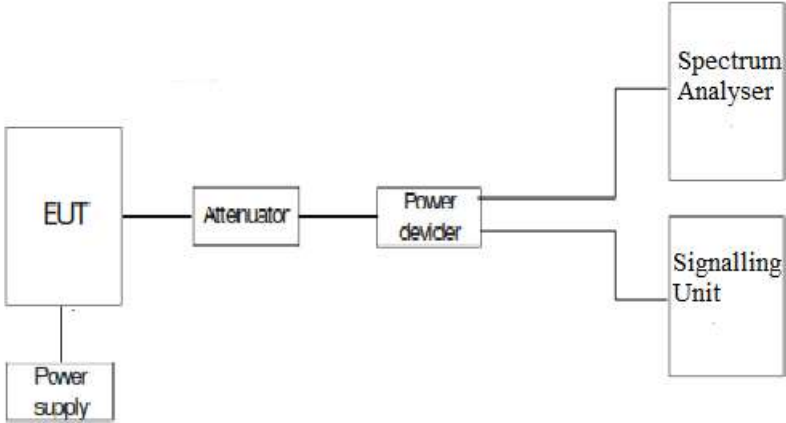 Spectrum
Analyser
EUT
Attenuator
Power
devider
Signalling
Unit
Power
supply